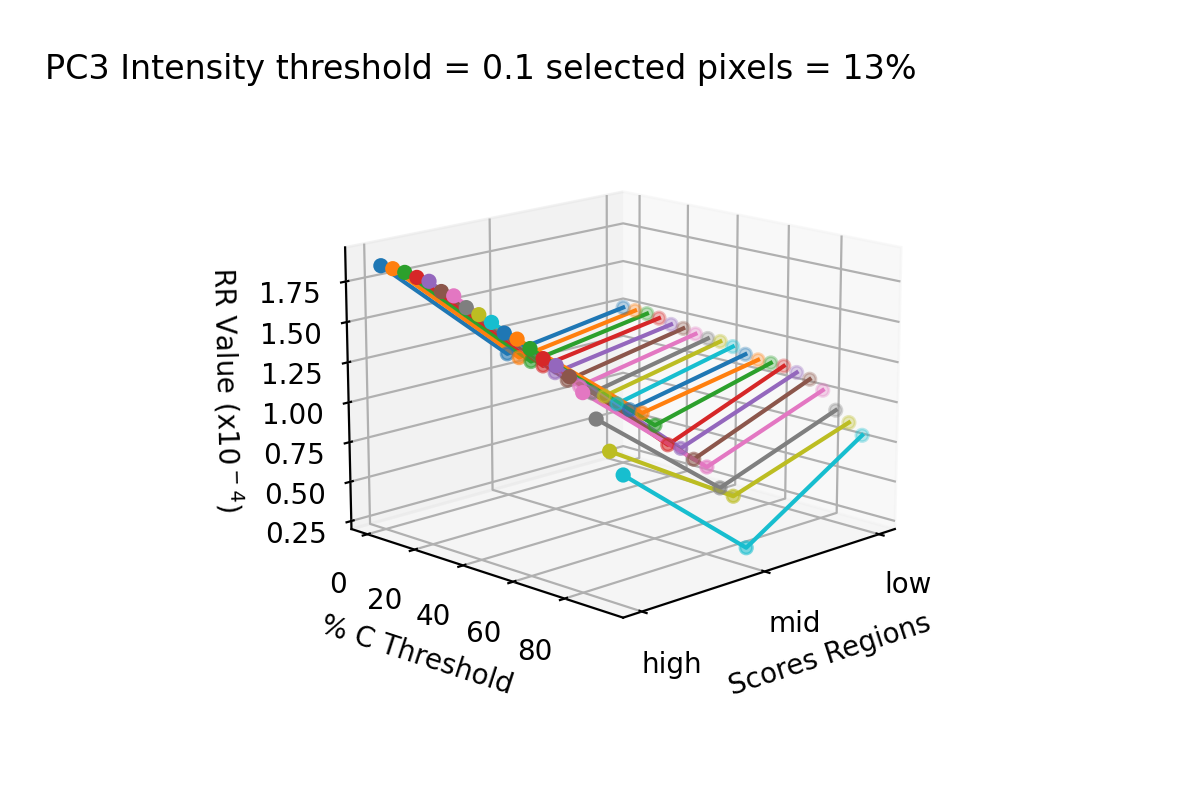 PC3 Intensity threshold = 0.1 selected pixels = 13%
RR Value (x10⁻⁴)
1.75
1.50
1.25
1.00
0.75
0.50
0.25
0
20
40
60
80
% C Threshold
high
mid
low
Scores Regions